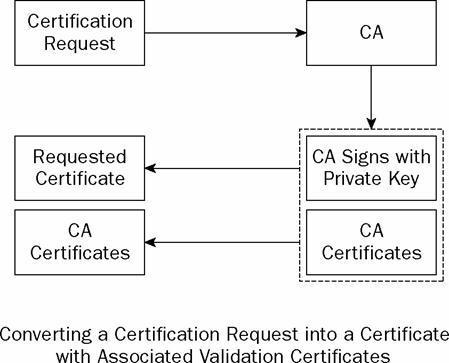 Certification
Request
CA
Requested
Certificate
CA Signs with
Private Key
CA
Certificates
CA
Certificates
Converting a Certification Request into a Certificate
with Associated Validation Certificates